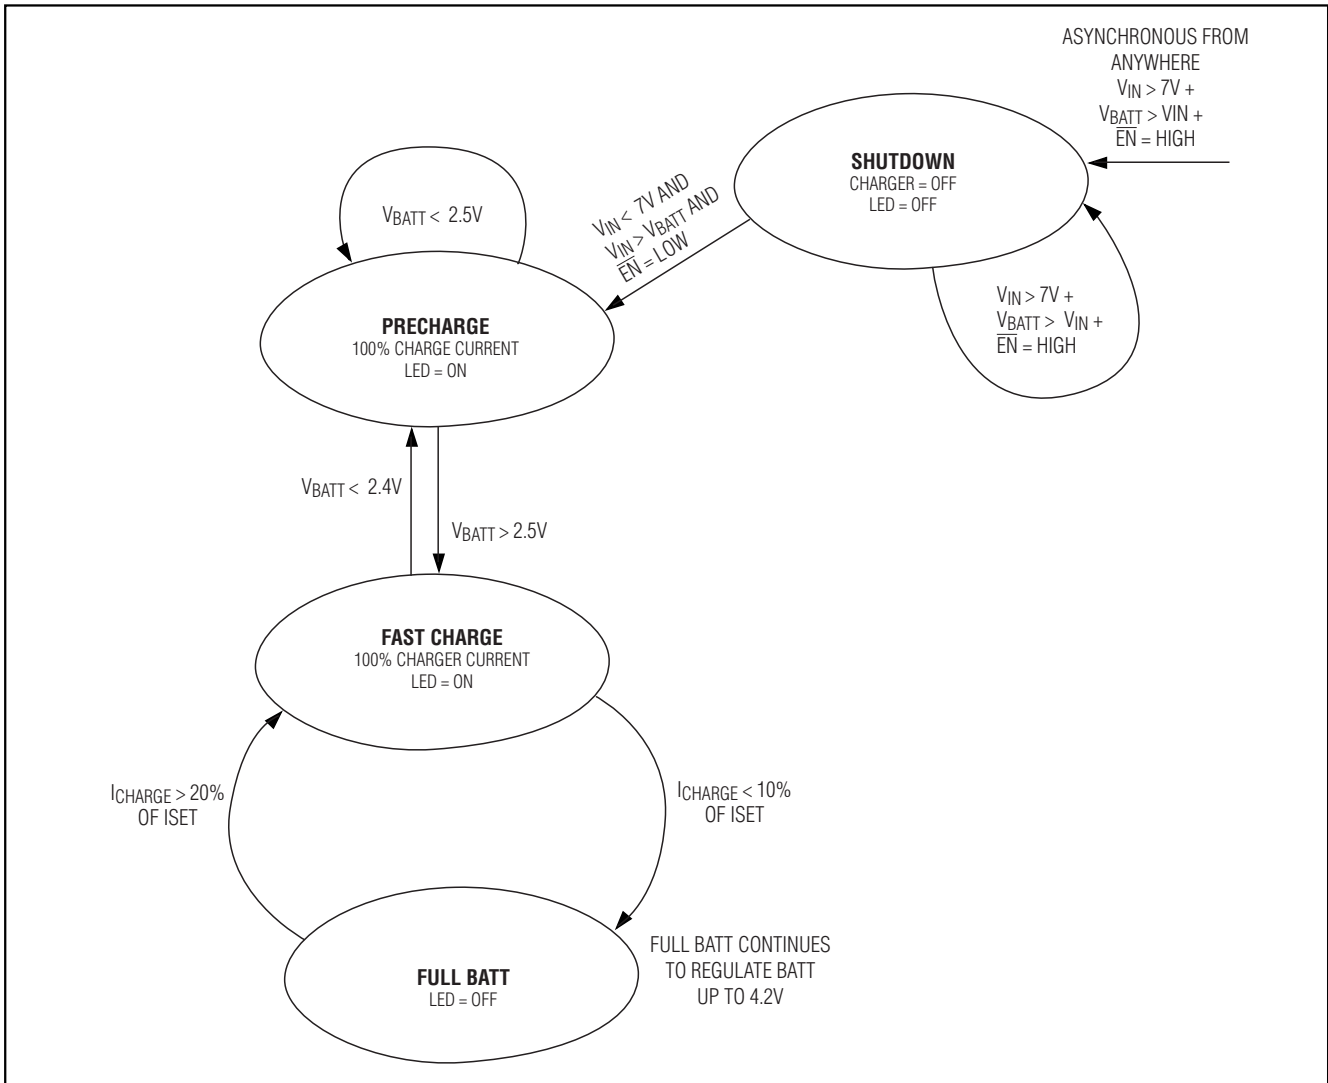 ASYNCHRONOUS FROM
ANYWHERE
VIN > 7V +
VBATT > VIN +
EN = HIGH
SHUTDOWN
CHARGER = OFF
LED = OFF
VIN < 7V AND
VIN > VBATT AND
EN = LOW
VBATT < 2.5V
VIN > 7V +
VBATT > VIN +
EN = HIGH
PRECHARGE
100% CHARGE CURRENT
LED = ON
VBATT < 2.4V
VBATT > 2.5V
FAST CHARGE
100% CHARGER CURRENT
LED = ON
ICHARGE > 20%
OF ISET
ICHARGE < 10%
OF ISET
FULL BATT
LED = OFF
FULL BATT CONTINUES
TO REGULATE BATT
UP TO 4.2V